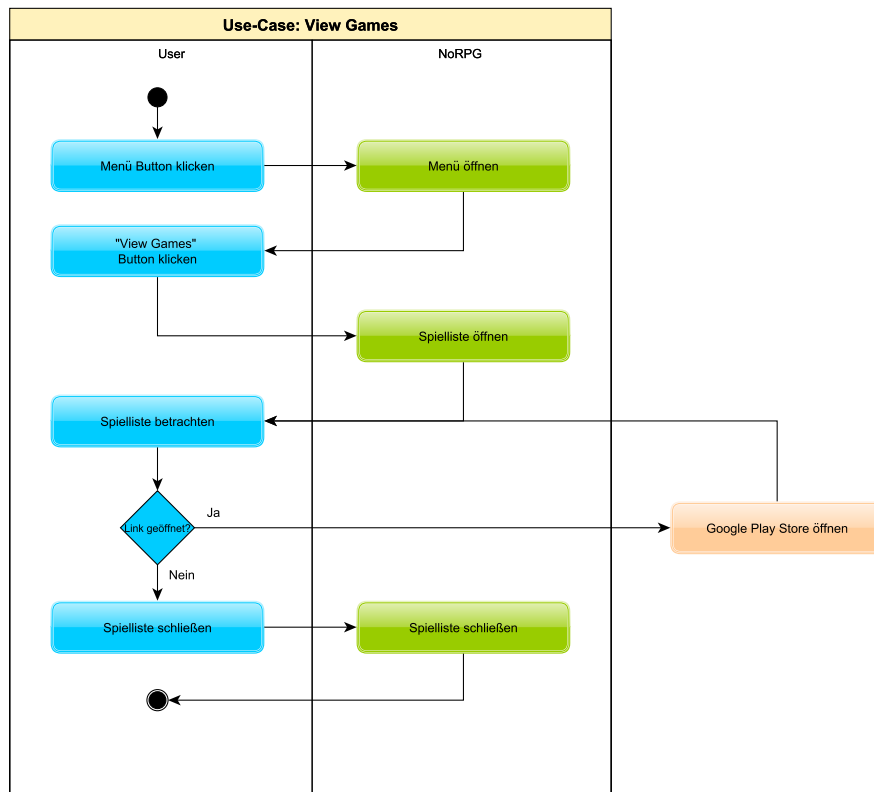 Use-Case: View Games
User
NoRPG
Menü Button klicken
Menü öffnen
"View Games"
Button klicken
Spielliste öffnen
Spielliste betrachten
Ja
Link geöffnet?
Google Play Store öffnen
Nein
Spielliste schließen
Spielliste schließen